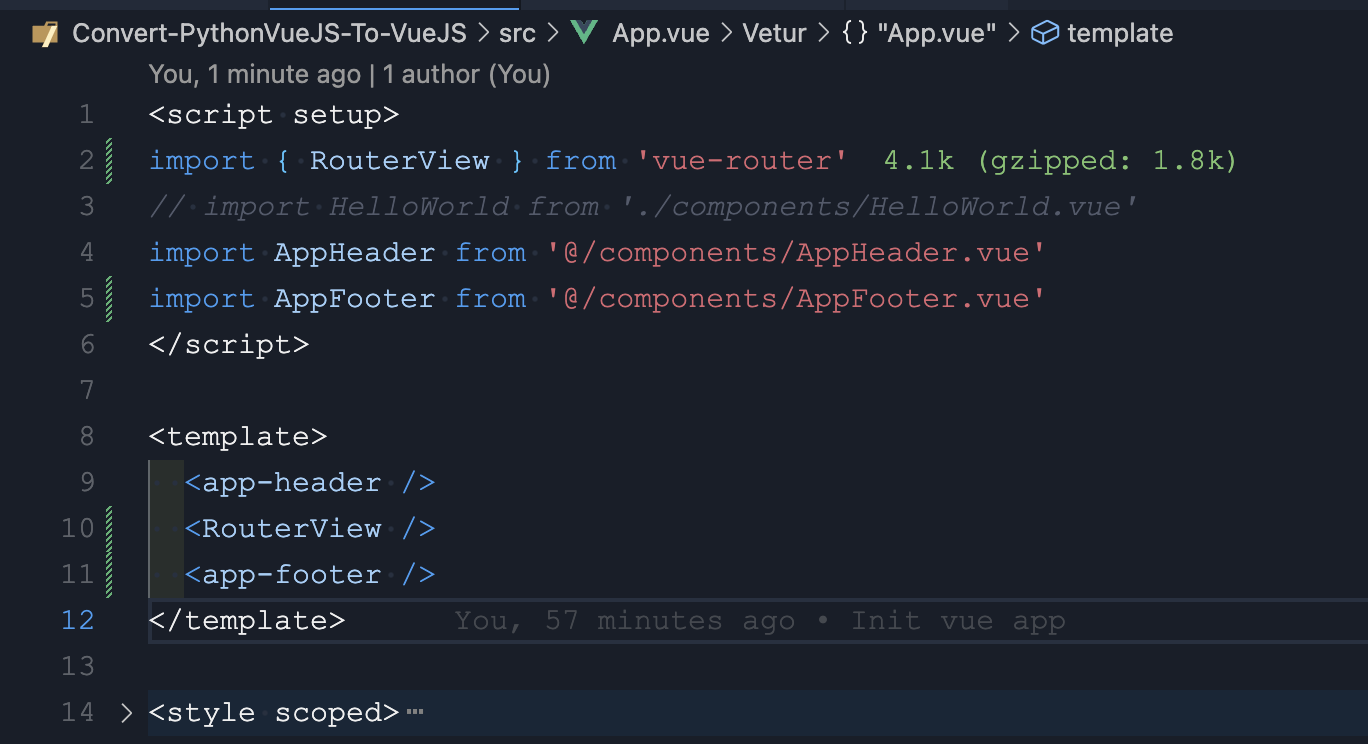 Convert-PythonVueJS-To-VueJS > src > App.vue > Vetur > {} "App.vue" > template
You, 1 minute ago | 1 author (You)
1 <script setup>
2 import { RouterView } from 'vue-router' 4.1k (gzipped: 1.8k)
3 // import HelloWorld from './components/HelloWorld.vue'
4 import AppHeader from '@/components/AppHeader.vue'
5 import AppFooter from '@/components/AppFooter.vue'
6 </script>
7
8 <template>
9 <app-header />
10 <RouterView />
11 <app-footer />
12 </template> You, 57 minutes ago • Init vue app
13
14 > <style scoped>⋯